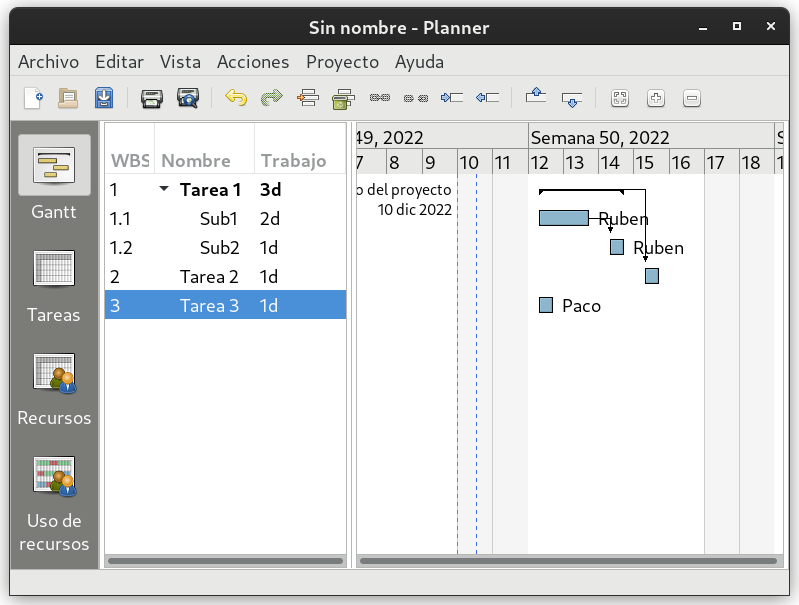 Sin nombre - Planner
Archivo Editar Vista Acciones Proyecto Ayuda
Gantt
Tareas
Recursos
Uso de
recursos
WBS Nombre Trabajo
1 Tarea 1 3d
1.1 Sub1 2d
1.2 Sub2 1d
2 Tarea 2 1d
3 Tarea 3 1d
49, 2022 Semana 50, 2022 S
7 8 9 10 11 12 13 14 15 16 17 18 1
o del proyecto
10 dic 2022
Ruben
Ruben
Paco